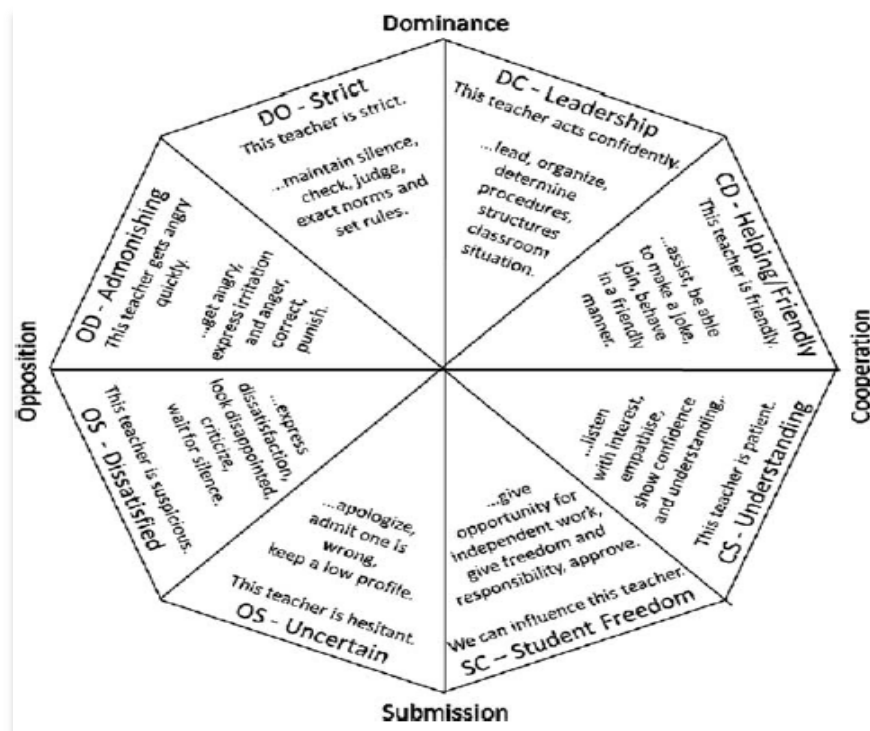 Dominance
DO - Strict
This teacher is strict.
...maintain silence,
check, judge,
exact norms and
set rules.
DC - Leadership
This teacher acts confidently.
...lead, organize,
determine
procedures,
structures
classroom
situation.
CD - Helping/Friendly
This teacher is friendly.
...assist, be able
to make a joke,
join, behave
in a friendly
manner.
Cooperation
CS - Understanding
This teacher is patient.
...listen
with interest,
empathise,
show confidence
and understanding,.
SC – Student Freedom
We can influence this teacher.
...give
opportunity for
independent work,
give freedom and
responsibility, approve.
Submission
OS - Uncertain
This teacher is hesitant.
...apologize,
admit one is
wrong,
keep a low profile.
OS - Dissatisfied
This teacher is suspicious.
...express
dissatisfaction,
look disappointed,
criticize,
wait for silence.
Opposition
OD - Admonishing
This teacher gets angry
quickly.
...get angry,
express irritation
and anger,
correct,
punish.